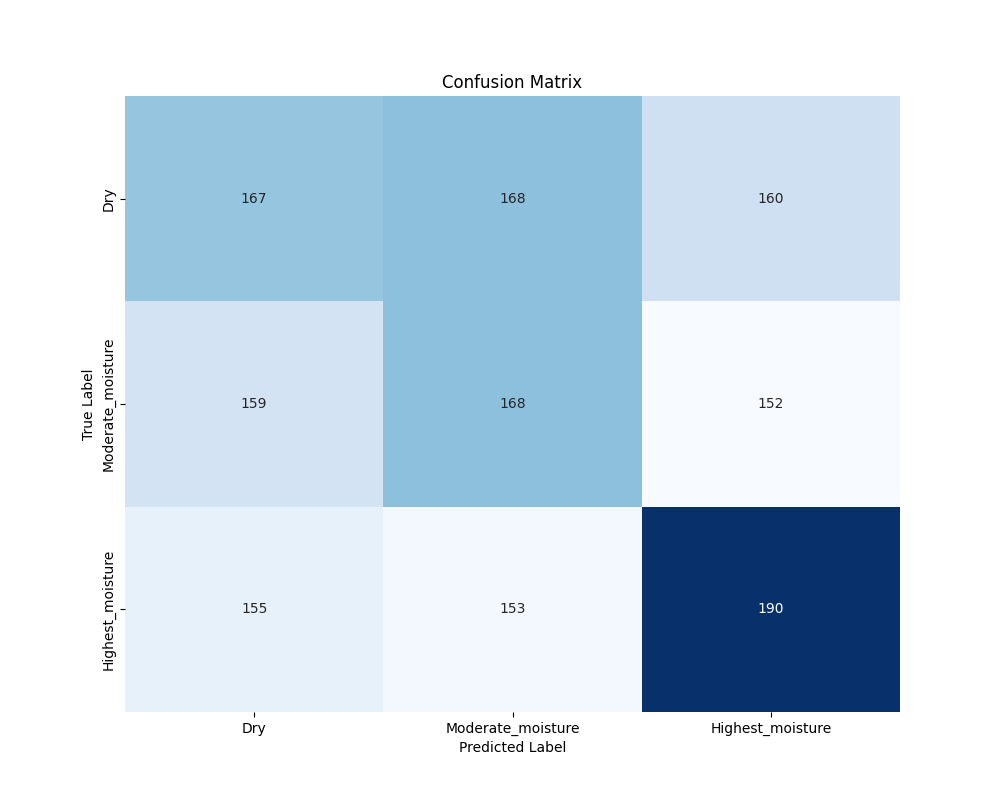 Confusion Matrix
True Label
Dry
167
168
160
Moderate_moisture
159
168
152
Highest_moisture
155
153
190
Dry
Moderate_moisture
Highest_moisture
Predicted Label